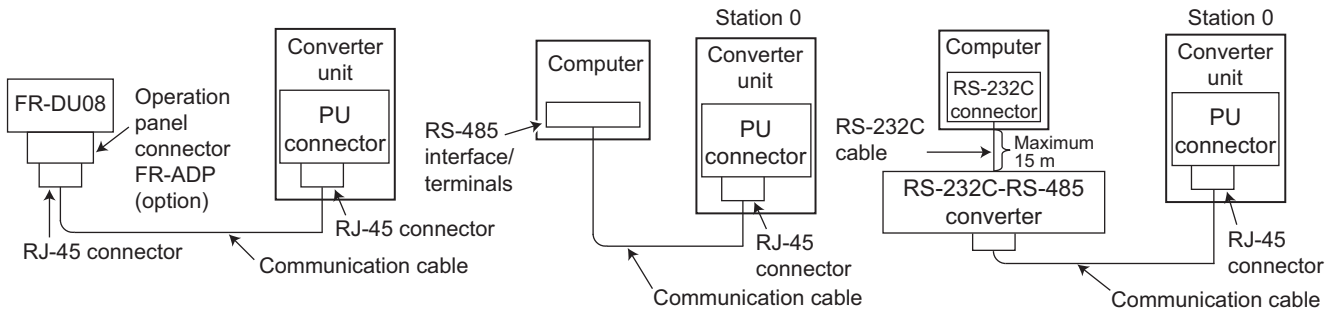 FR-DU08
Operation
panel
connector
FR-ADP
(option)
RJ-45 connector
Converter
unit
PU
connector
RJ-45 connector
Communication cable
Computer
RS-485
interface/
terminals
Station 0
Converter
unit
PU
connector
RJ-45
connector
Communication cable
Computer
RS-232C
connector
RS-232C
cable
Maximum
15 m
RS-232C-RS-485
converter
Station 0
Converter
unit
PU
connector
RJ-45
connector
Communication cable